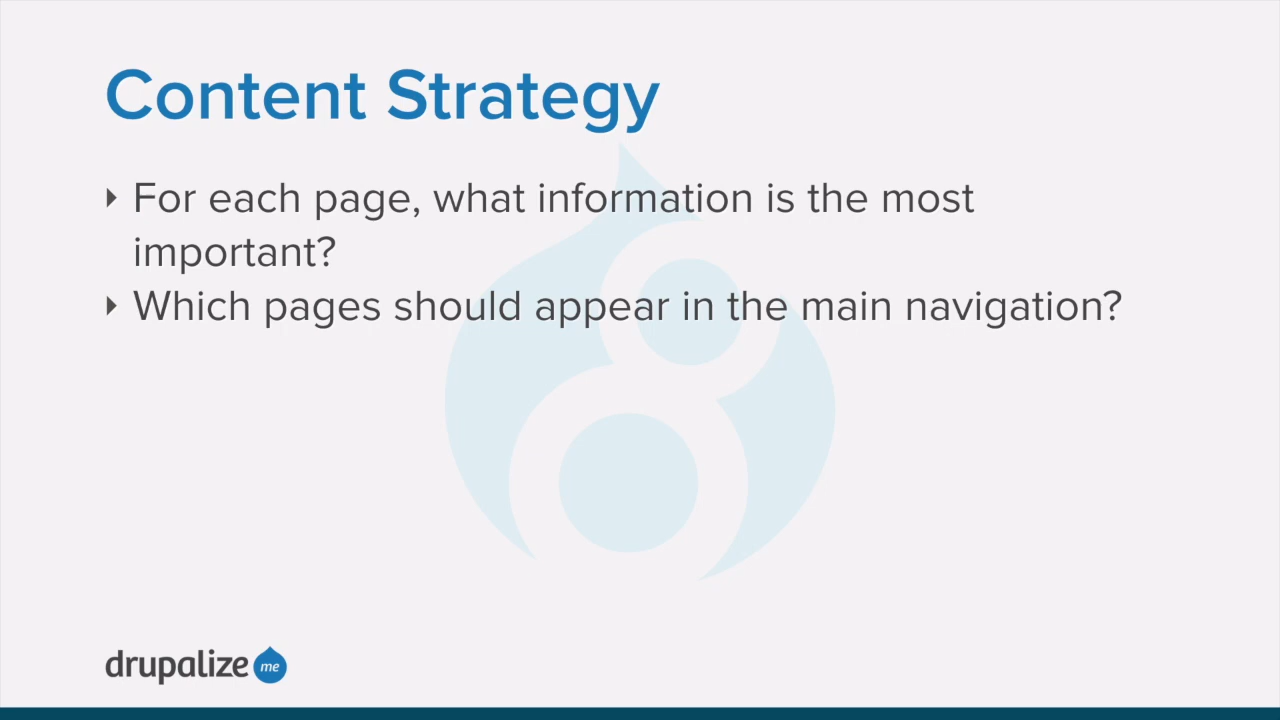 Content Strategy
‣ For each page, what information is the most
important?
‣ Which pages should appear in the main navigation?
drupalize me